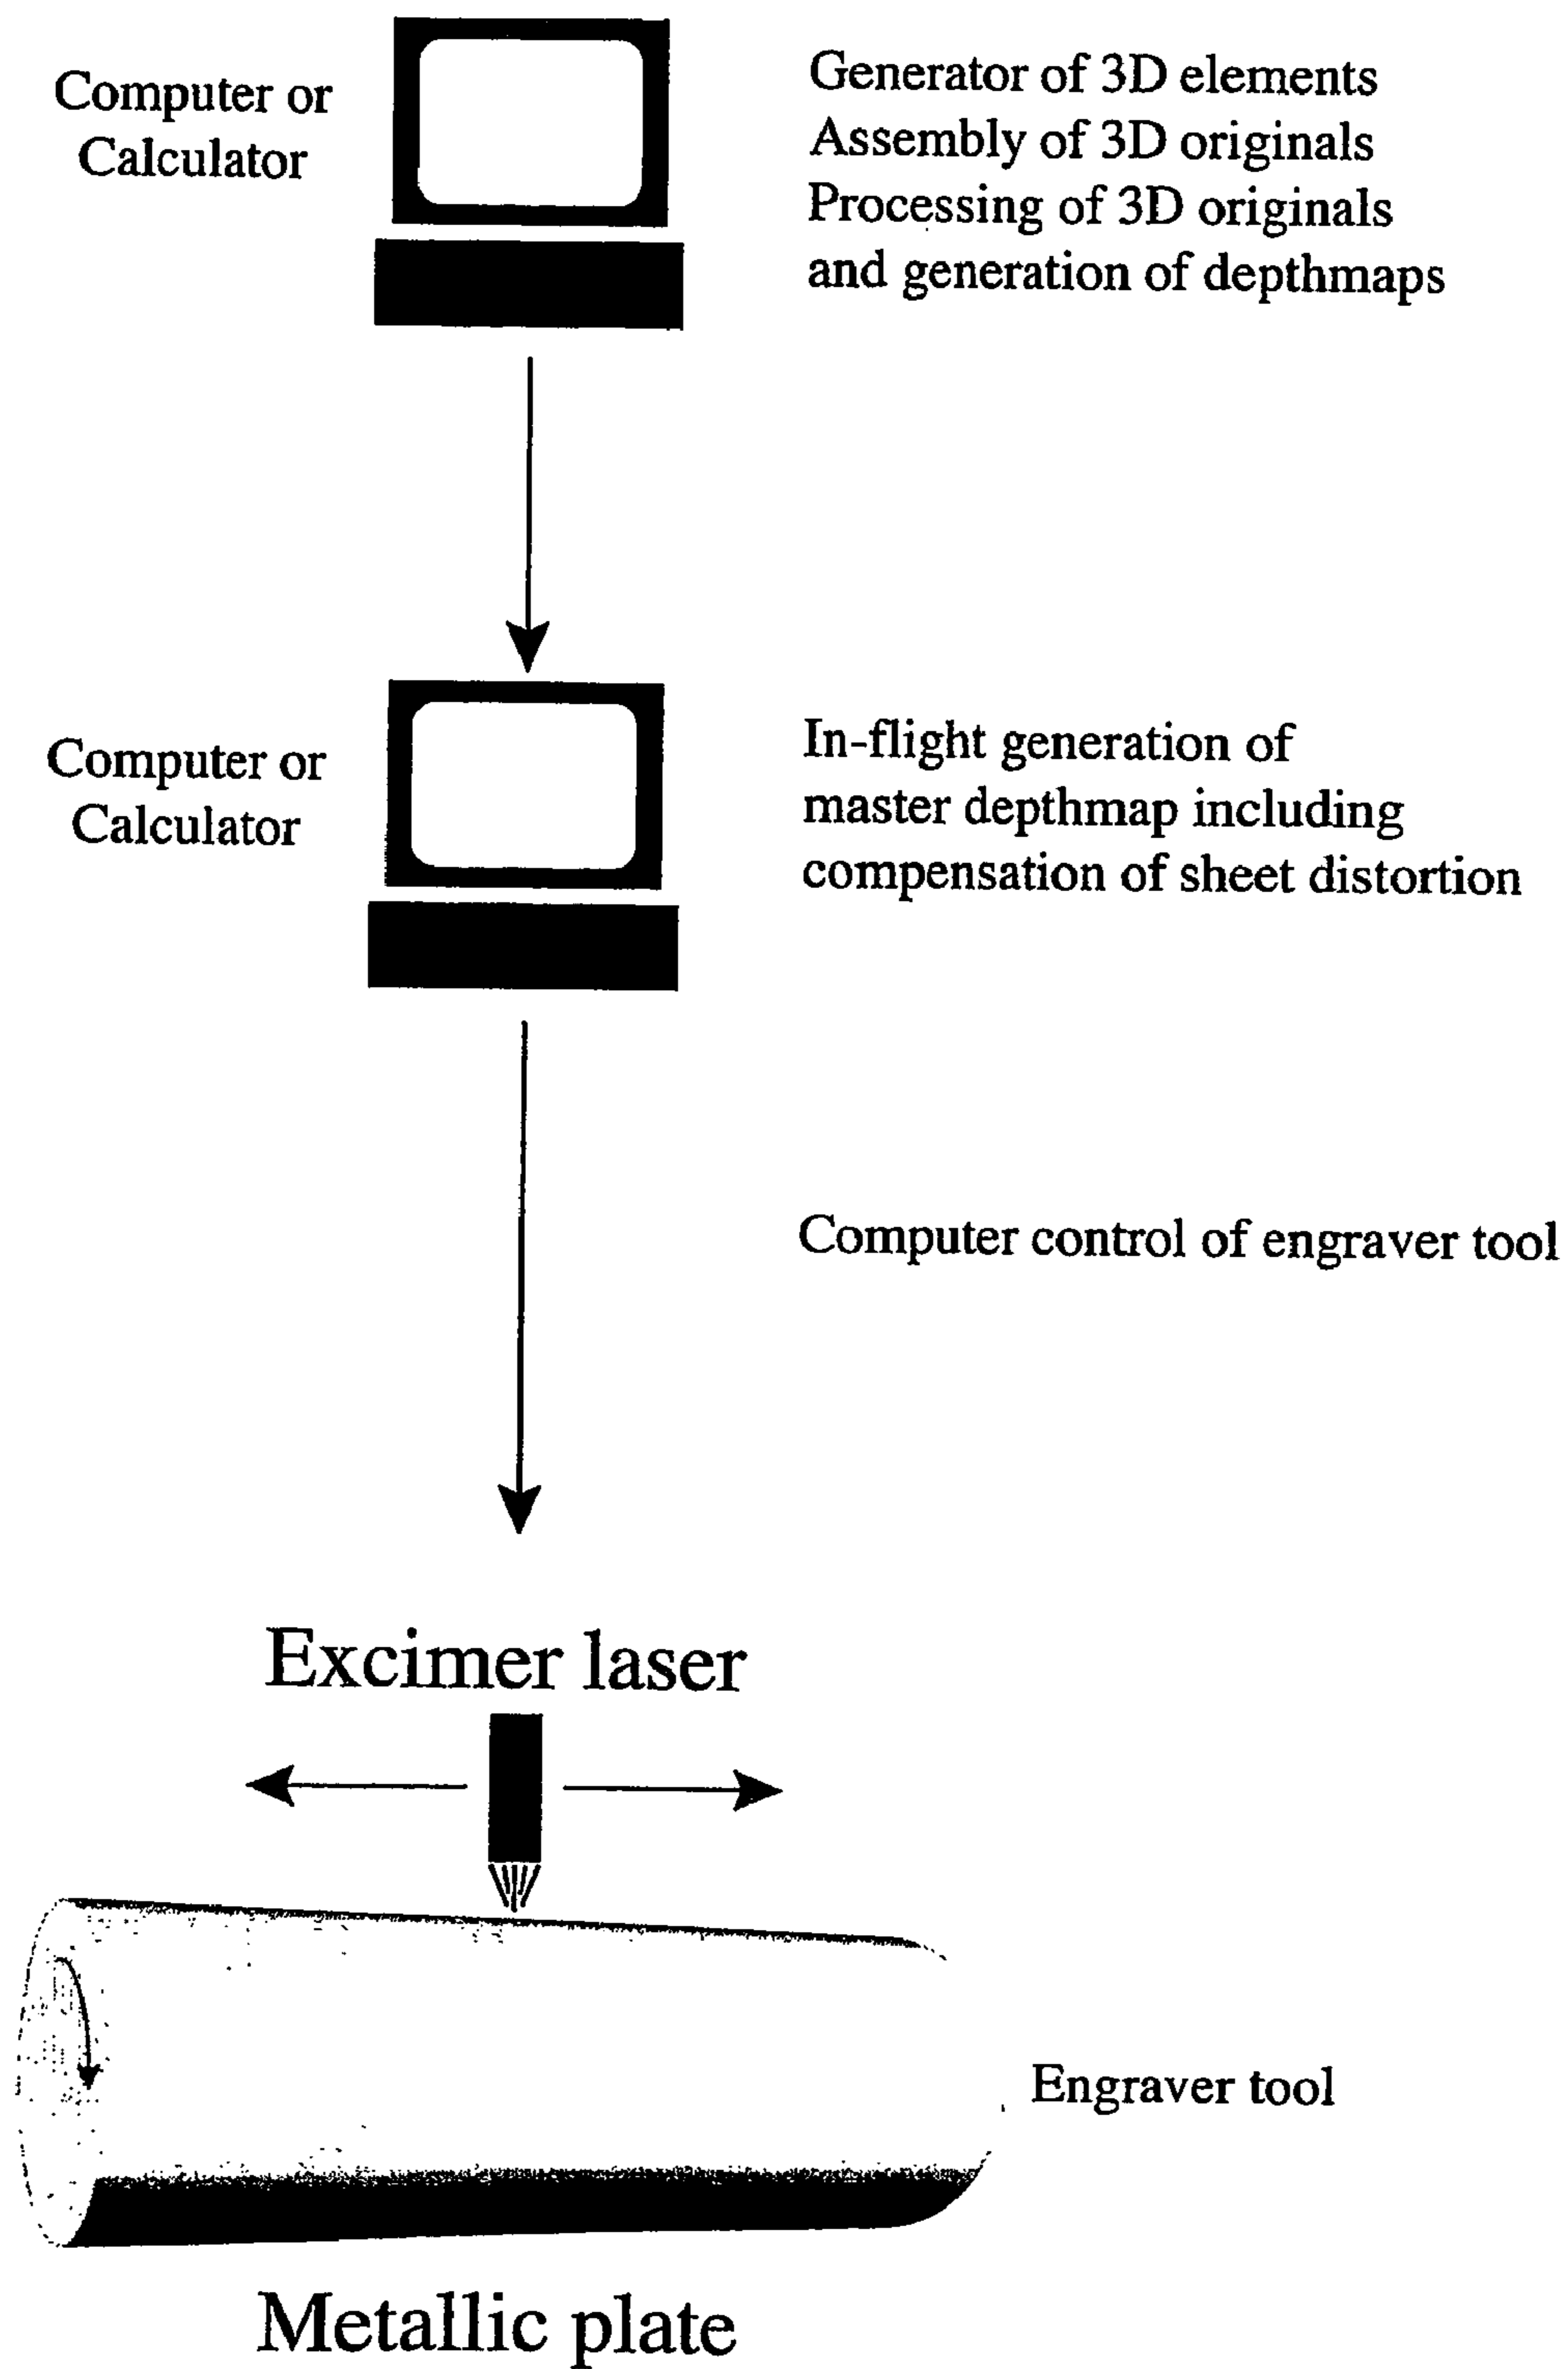 Computer or
Calculator
Generator of 3D elements
Assembly of 3D originals
Processing of 3D originals
and generation of depthmaps
Computer or
Calculator
In-flight generation of
master depthmap including
compensation of sheet distortion
Computer control of engraver tool
Excimer laser
Engraver tool
Metallic plate